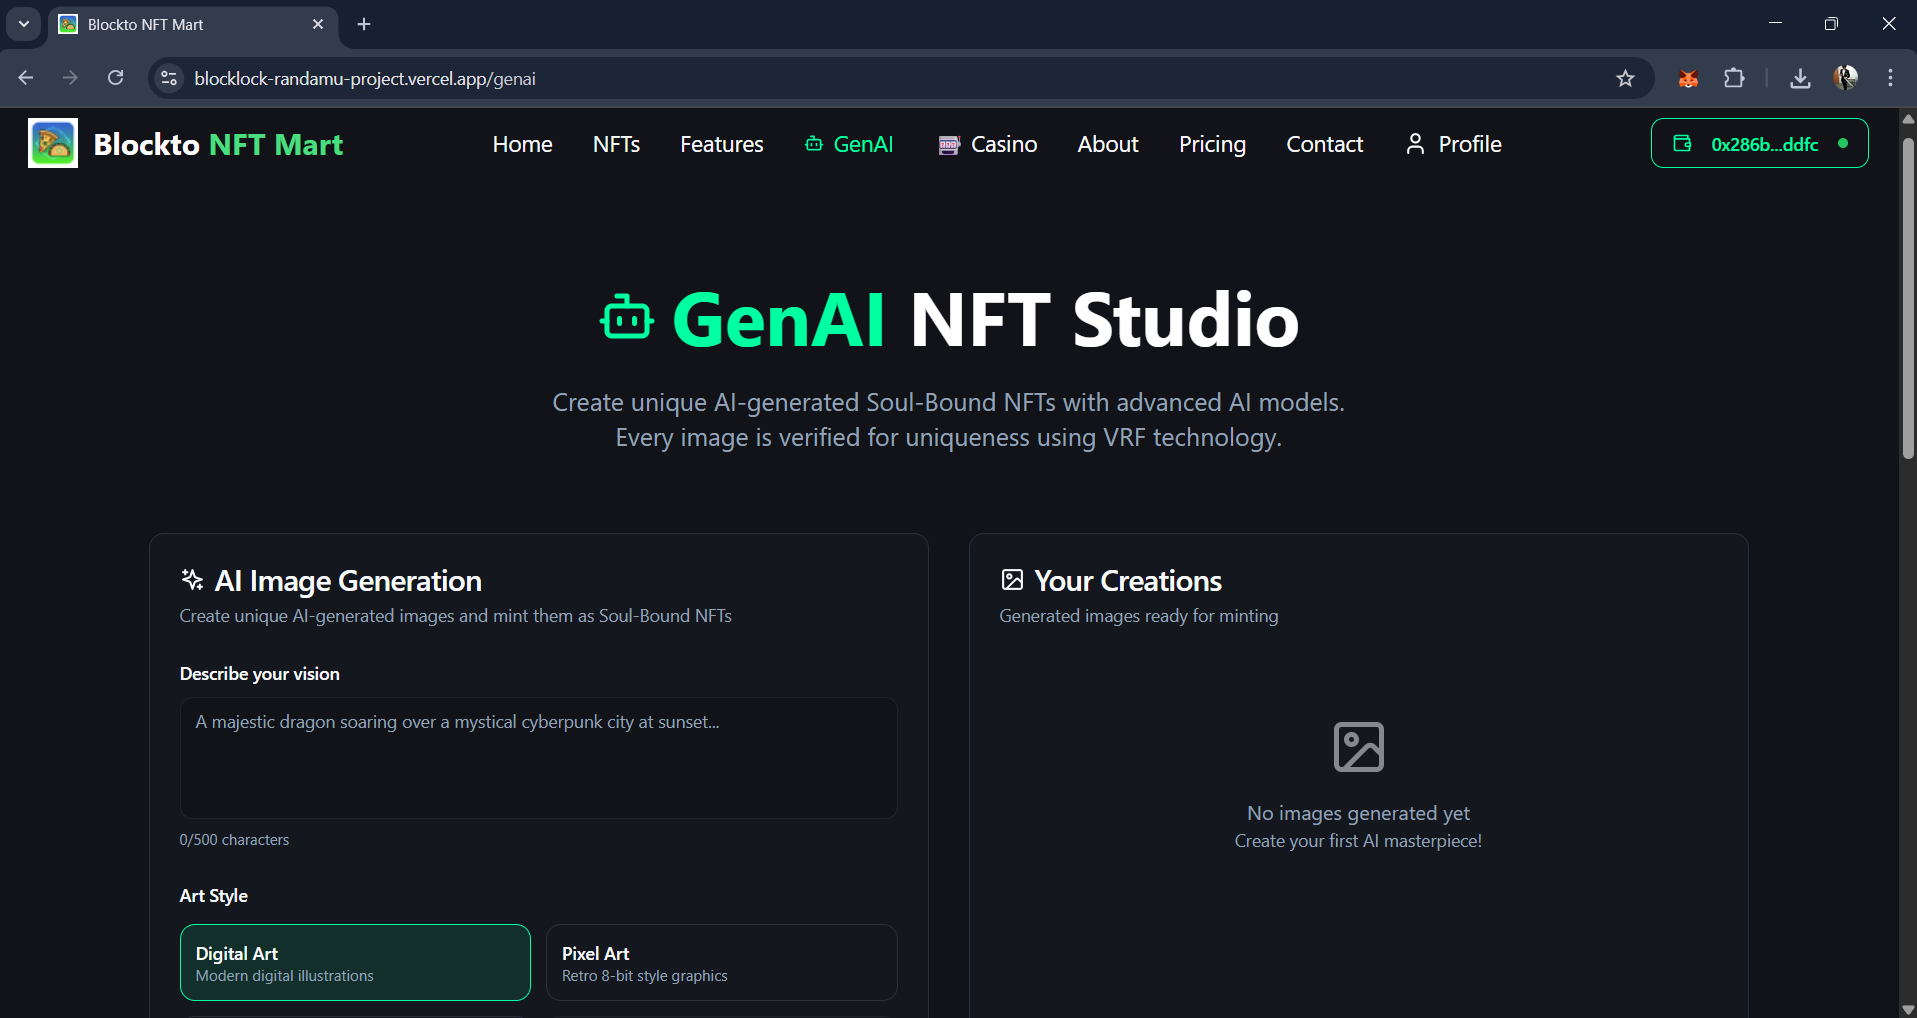 Blockto NFT Mart
blocklock-randamu-project.vercel.app/genai
Blockto NFT Mart
Home
NFTs
Features
GenAI
Casino
About
Pricing
Contact
Profile
0x286b...ddfc
GenAI NFT Studio
Create unique AI-generated Soul-Bound NFTs with advanced AI models.
Every image is verified for uniqueness using VRF technology.
AI Image Generation
Create unique AI-generated images and mint them as Soul-Bound NFTs
Describe your vision
A majestic dragon soaring over a mystical cyberpunk city at sunset...
0/500 characters
Art Style
Digital Art
Modern digital illustrations
Pixel Art
Retro 8-bit style graphics
Your Creations
Generated images ready for minting
No images generated yet
Create your first AI masterpiece!